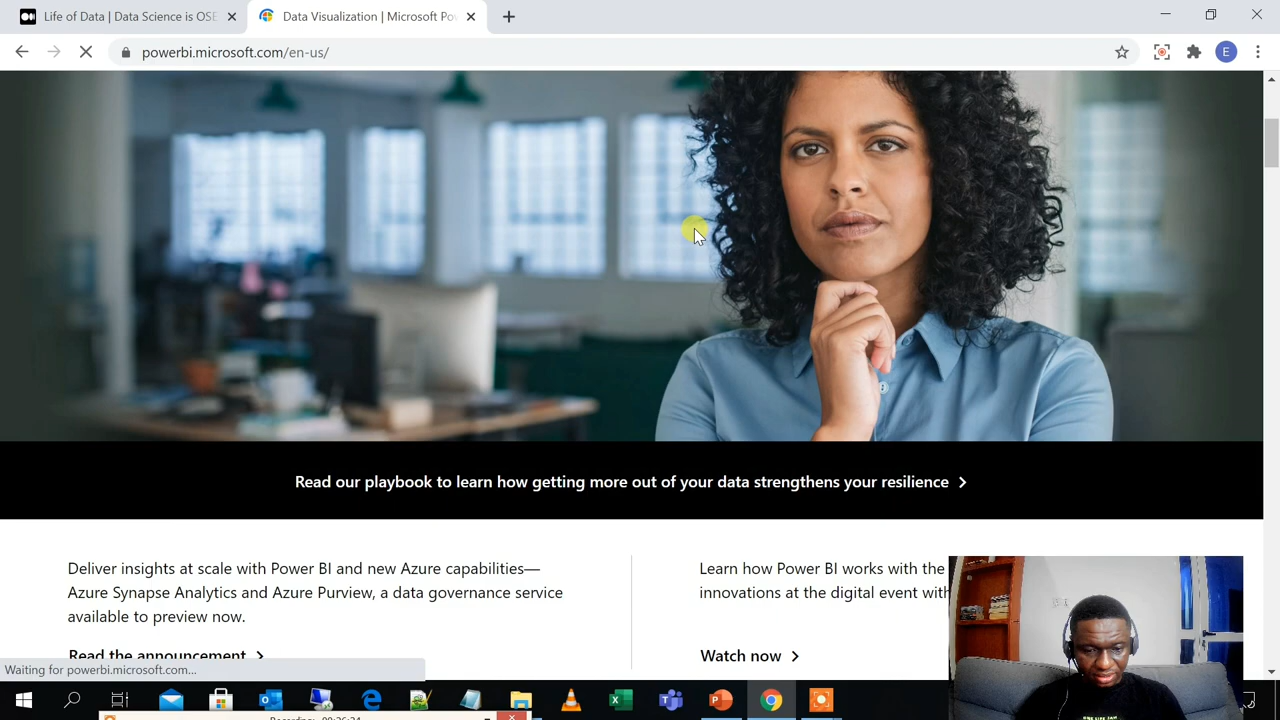 Life of Data | Data Science is OSE
Data Visualization | Microsoft Po
powerbi.microsoft.com/en-us/
E
Read our playbook to learn how getting more out of your data strengthens your resilience
Deliver insights at scale with Power BI and new Azure capabilities—
Azure Synapse Analytics and Azure Purview, a data governance service
available to preview now.
Read the announcement
Learn how Power BI works with the
innovations at the digital event with
Watch now
Waiting for powerbi.microsoft.com...
Recording: 00:26:24